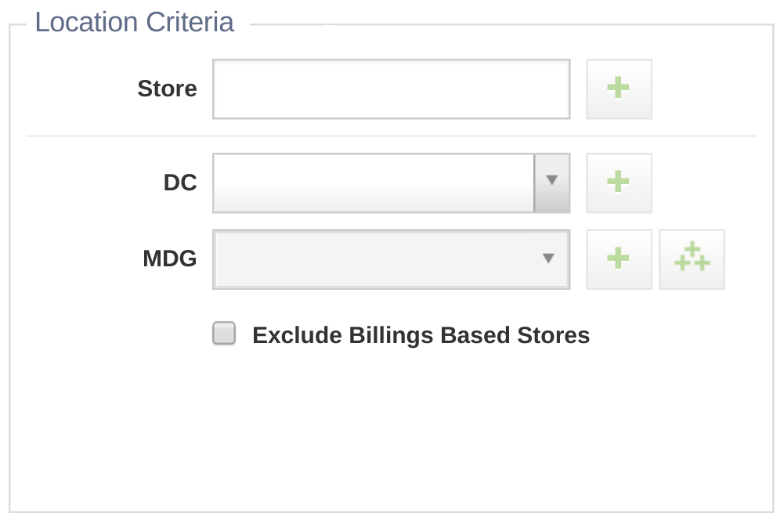 Location Criteria
Store
DC
MDG
Exclude Billings Based Stores